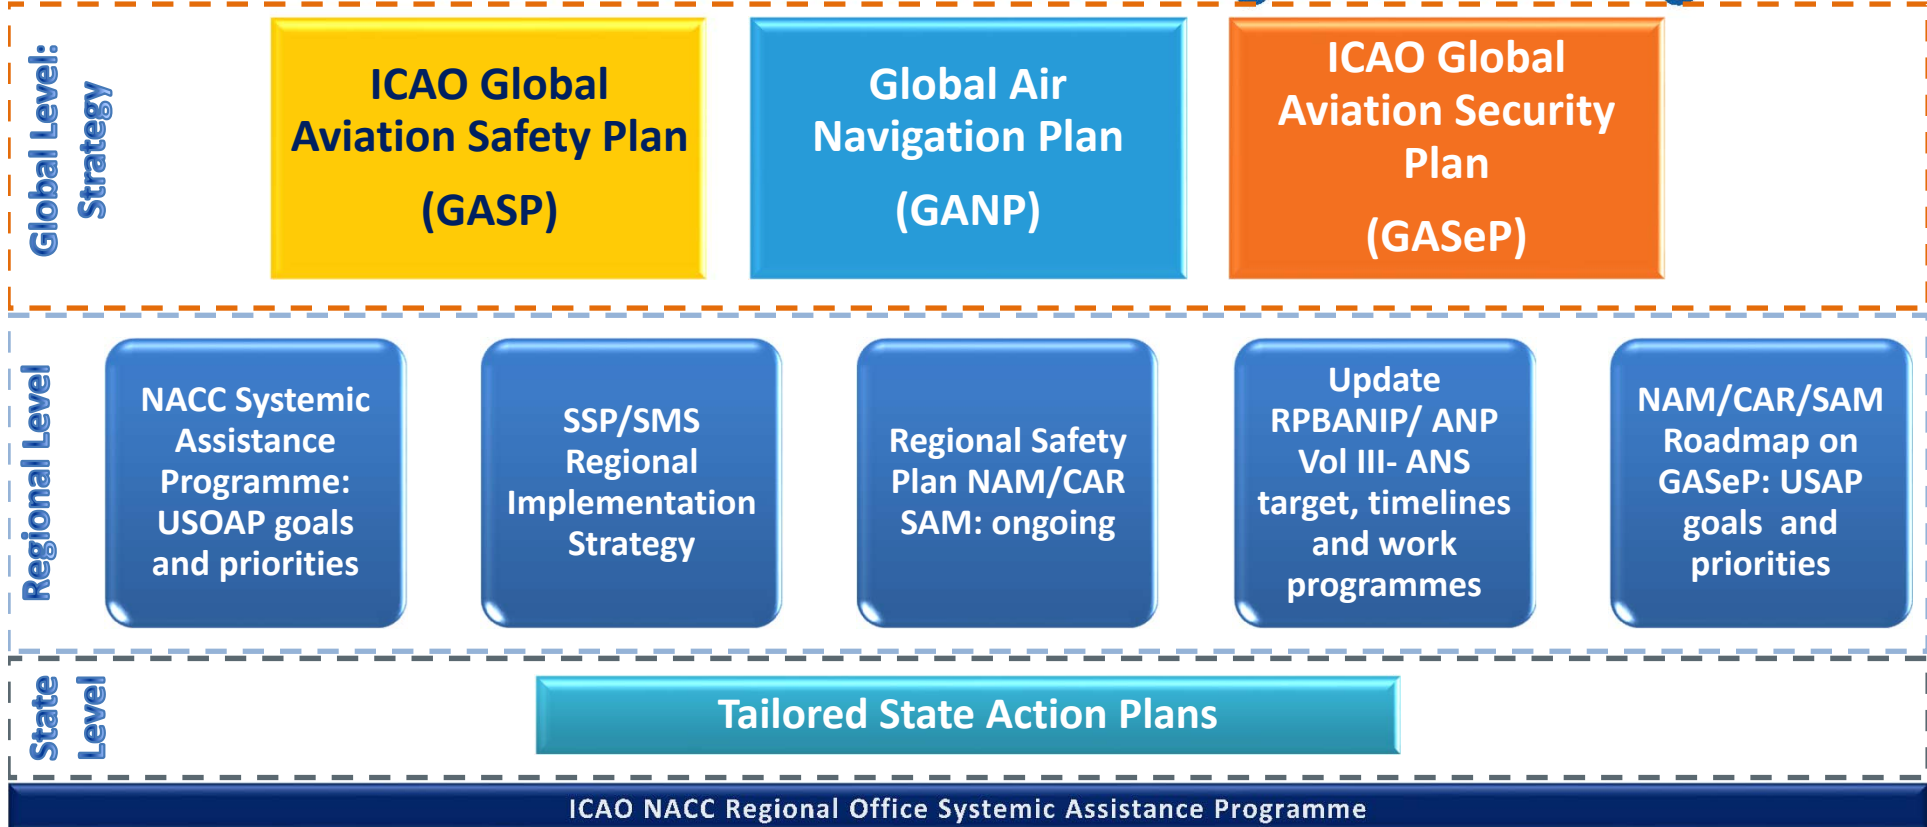 Global Level:
Strategy
ICAO Global
Aviation Safety Plan
(GASP)
Global Air
Navigation Plan
(GANP)
ICAO Global
Aviation Security
Plan
(GASeP)
Regional Level
NACC Systemic
Assistance
Programme:
USOAP goals
and priorities
SSP/SMS
Regional
Implementation
Strategy
Regional Safety
Plan NAM/CAR
SAM: ongoing
Update
RPBANIP/ ANP
Vol III- ANS
target, timelines
and work
programmes
NAM/CAR/SAM
Roadmap on
GASeP: USAP
goals  and
priorities
State
Level
Tailored State Action Plans
ICAO NACC Regional Office Systemic Assistance Programme